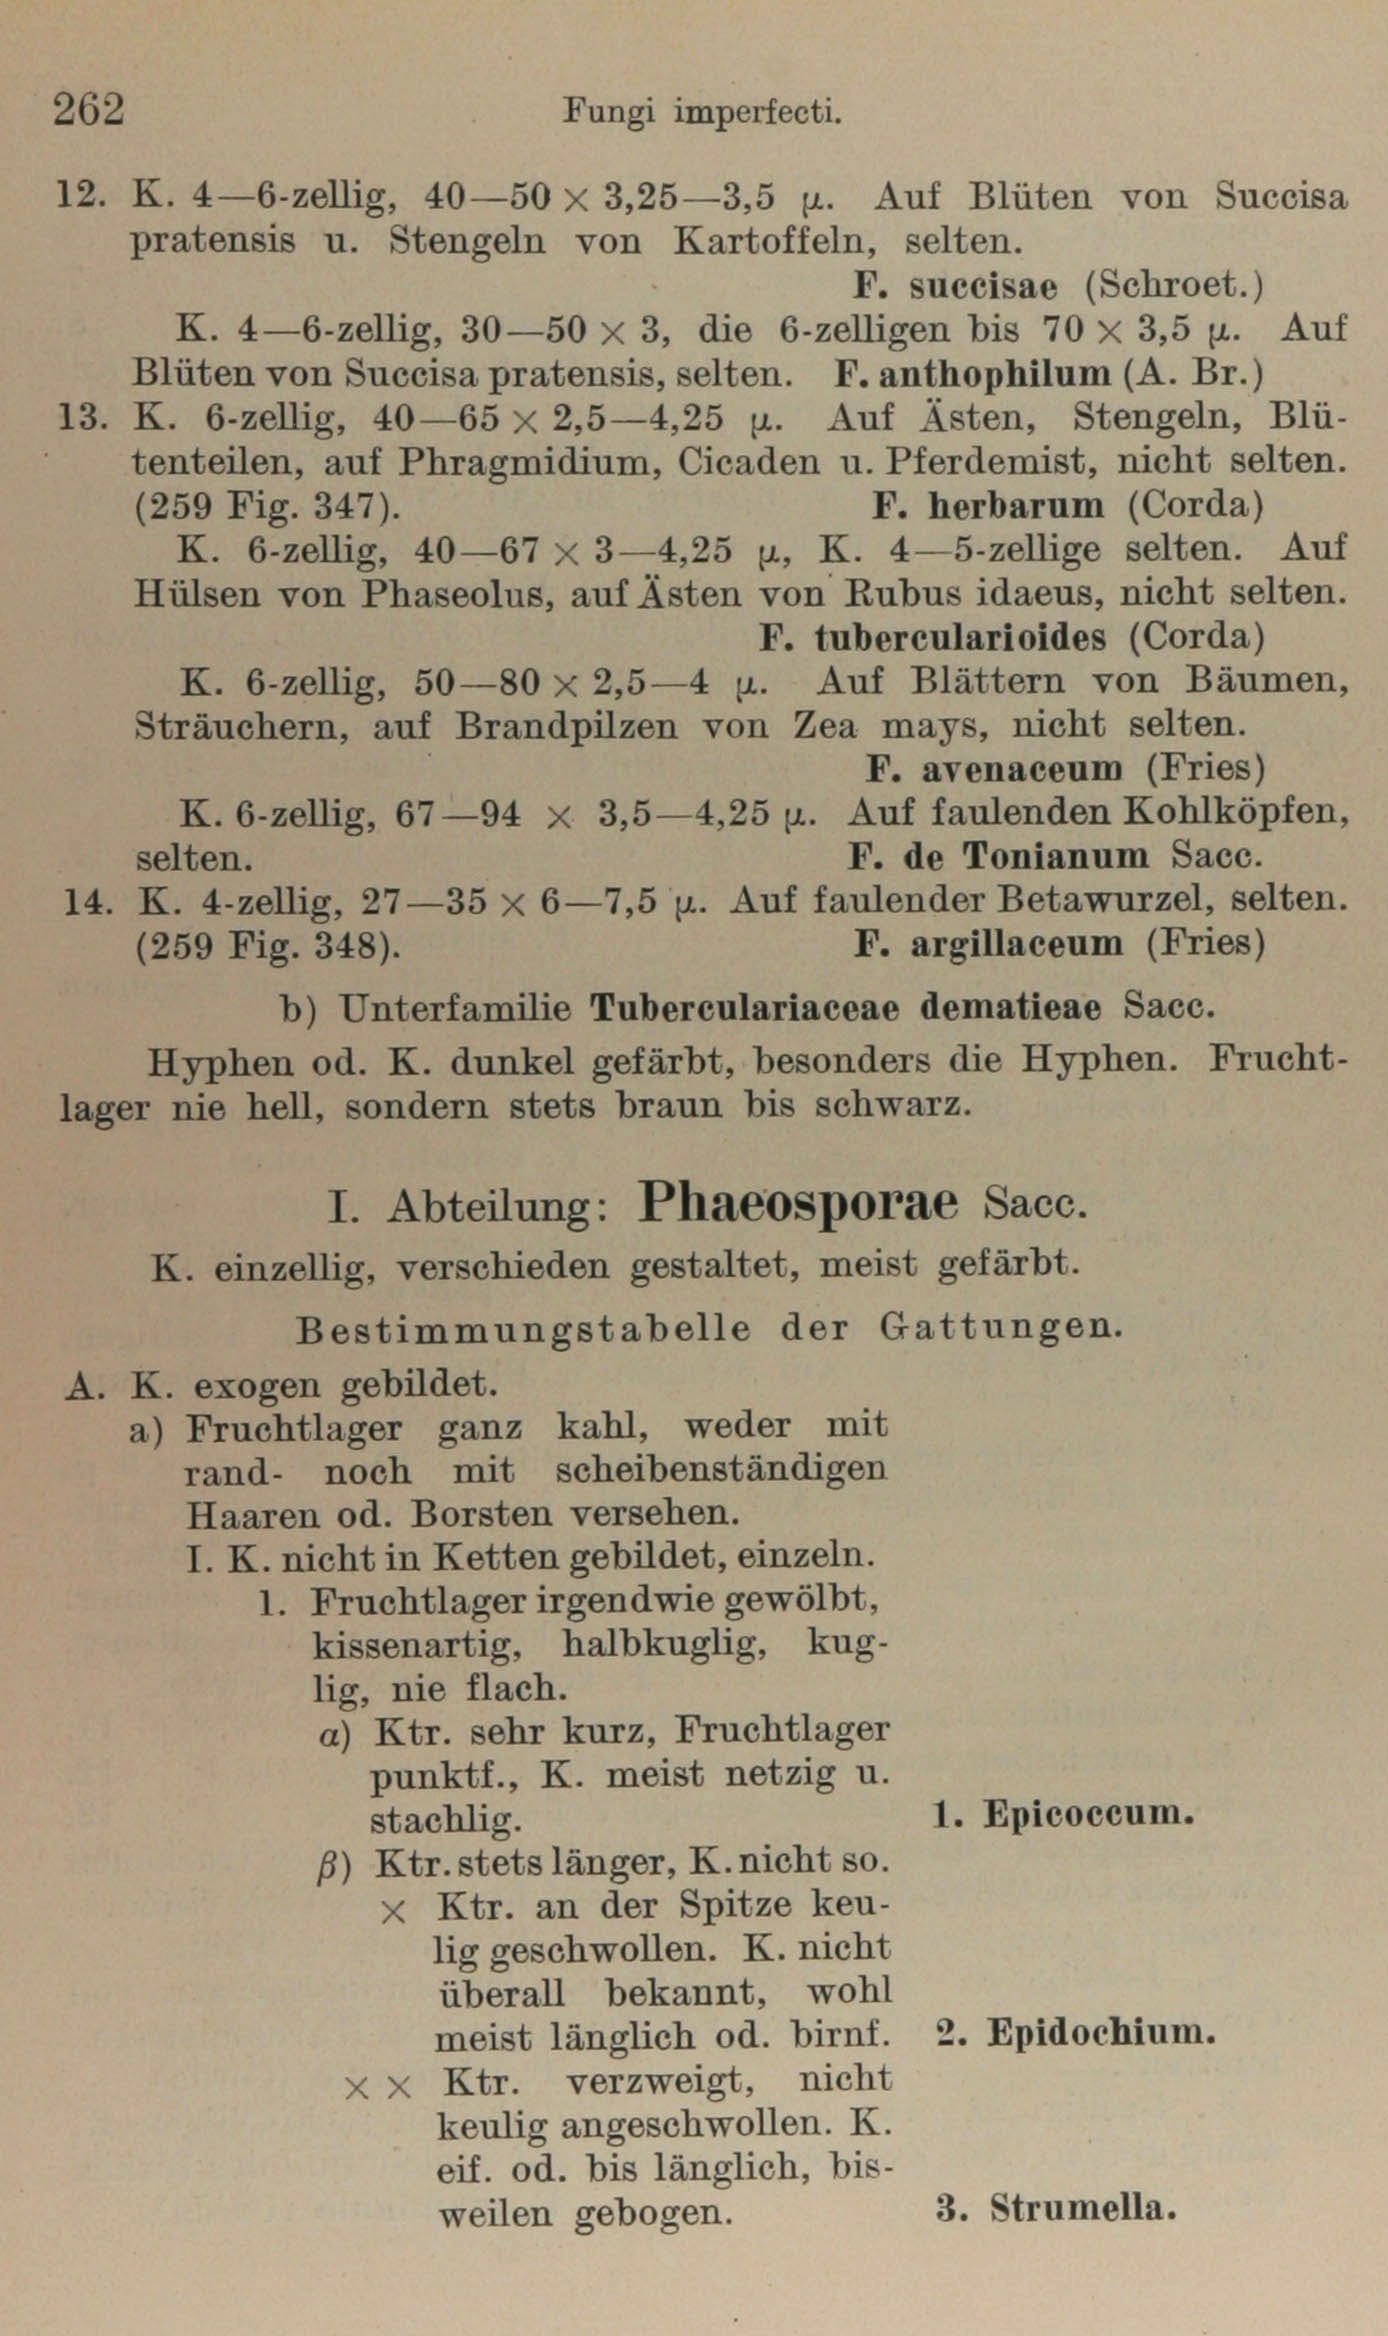 262
Fungi imperfecti.
12. K. 4—6-zellig, 40—50 × 3,25—3,5 μ. Auf Blüten von Succisa
pratensis u. Stengeln von Kartoffeln, selten.
F. succisae (Schroet.)
K. 4—6-zellig, 30—50 × 3, die 6-zelligen bis 70 × 3,5 μ. Auf
Blüten von Succisa pratensis, selten. F. anthophilum (A. Br.)
13. K. 6-zellig, 40—65 × 2,5—4,25 μ. Auf Ästen, Stengeln, Blü-
tenteilen, auf Phragmidium, Cicaden u. Pferdemist, nicht selten.
(259 Fig. 347). F. herbarum (Corda)
K. 6-zellig, 40—67 × 3—4,25 μ, K. 4—5-zellige selten. Auf
Hülsen von Phaseolus, auf Ästen von Rubus idaeus, nicht selten.
F. tubercularioides (Corda)
K. 6-zellig, 50—80 × 2,5—4 μ. Auf Blättern von Bäumen,
Sträuchern, auf Brandpilzen von Zea mays, nicht selten.
F. avenaceum (Fries)
K. 6-zellig, 67—94 × 3,5—4,25 μ. Auf faulenden Kohlköpfen,
selten. F. de Tonianum Sacc.
14. K. 4-zellig, 27—35 × 6—7,5 μ. Auf faulender Betawurzel, selten.
(259 Fig. 348). F. argillaceum (Fries)
b) Unterfamilie Tuberculariaceae dematieae Sacc.
Hyphen od. K. dunkel gefärbt, besonders die Hyphen. Frucht-
lager nie hell, sondern stets braun bis schwarz.
I. Abteilung: Phaeosporae Sacc.
K. einzellig, verschieden gestaltet, meist gefärbt.
Bestimmungstabelle der Gattungen.
A. K. exogen gebildet.
a) Fruchtlager ganz kahl, weder mit
rand- noch mit scheibenständigen
Haaren od. Borsten versehen.
I. K. nicht in Ketten gebildet, einzeln.
1. Fruchtlager irgendwie gewölbt,
kissenartig, halbkuglig, kug-
lig, nie flach.
α) Ktr. sehr kurz, Fruchtlager
punktf., K. meist netzig u.
stachlig. 1. Epicoccum.
β) Ktr. stets länger, K. nicht so.
× Ktr. an der Spitze keu-
lig geschwollen. K. nicht
überall bekannt, wohl
meist länglich od. birnf. 2. Epidochium.
× × Ktr. verzweigt, nicht
keulig angeschwollen. K.
eif. od. bis länglich, bis-
weilen gebogen. 3. Strumella.